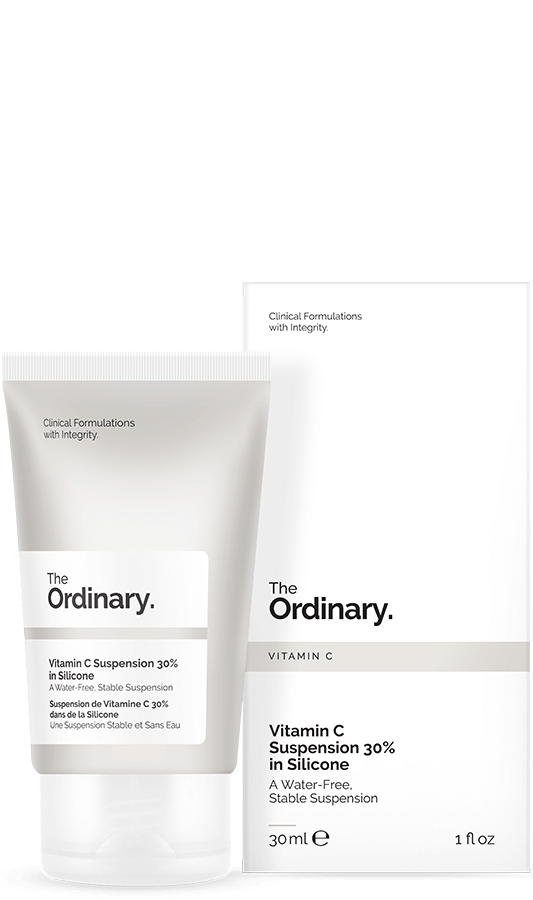 Clinical Formulations
with Integrity.
The
Ordinary.
Vitamin C Suspension 30%
in Silicone
A Water-Free, Stable Suspension
Suspension de Vitamine C 30%
dans de la Silicone
Une Suspension Stable et Sans Eau
Clinical Formulations
with Integrity.
The
Ordinary.
VITAMIN C
Vitamin C
Suspension 30%
in Silicone
A Water-Free,
Stable Suspension
30 ml ℮ 1 fl oz